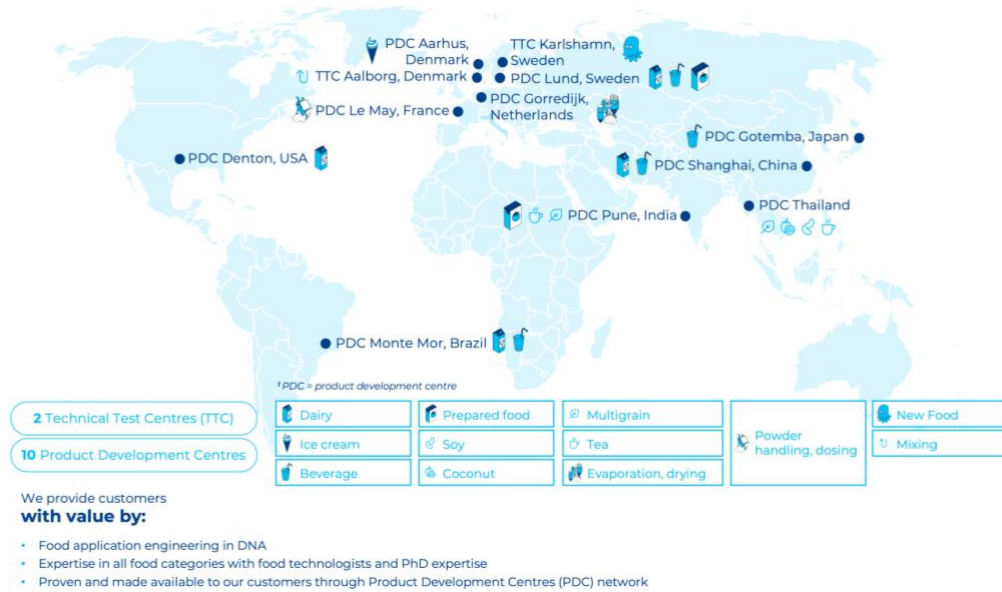 PDC Aarhus,
Denmark
TTC Karlshamn,
Sweden
TTC Aalborg, Denmark
PDC Lund, Sweden
PDC Le May, France
PDC Gorredijk,
Netherlands
PDC Gotemba, Japan
PDC Denton, USA
PDC Shanghai, China
PDC Pune, India
PDC Thailand
PDC Monte Mor, Brazil
¹ PDC = product development centre
2 Technical Test Centres (TTC)
10 Product Development Centres
Dairy
Prepared food
Multigrain
Powder
handling, dosing
New Food
Ice cream
Soy
Tea
Mixing
Beverage
Coconut
Evaporation, drying
We provide customers
with value by:
• Food application engineering in DNA
• Expertise in all food categories with food technologists and PhD expertise
• Proven and made available to our customers through Product Development Centres (PDC) network